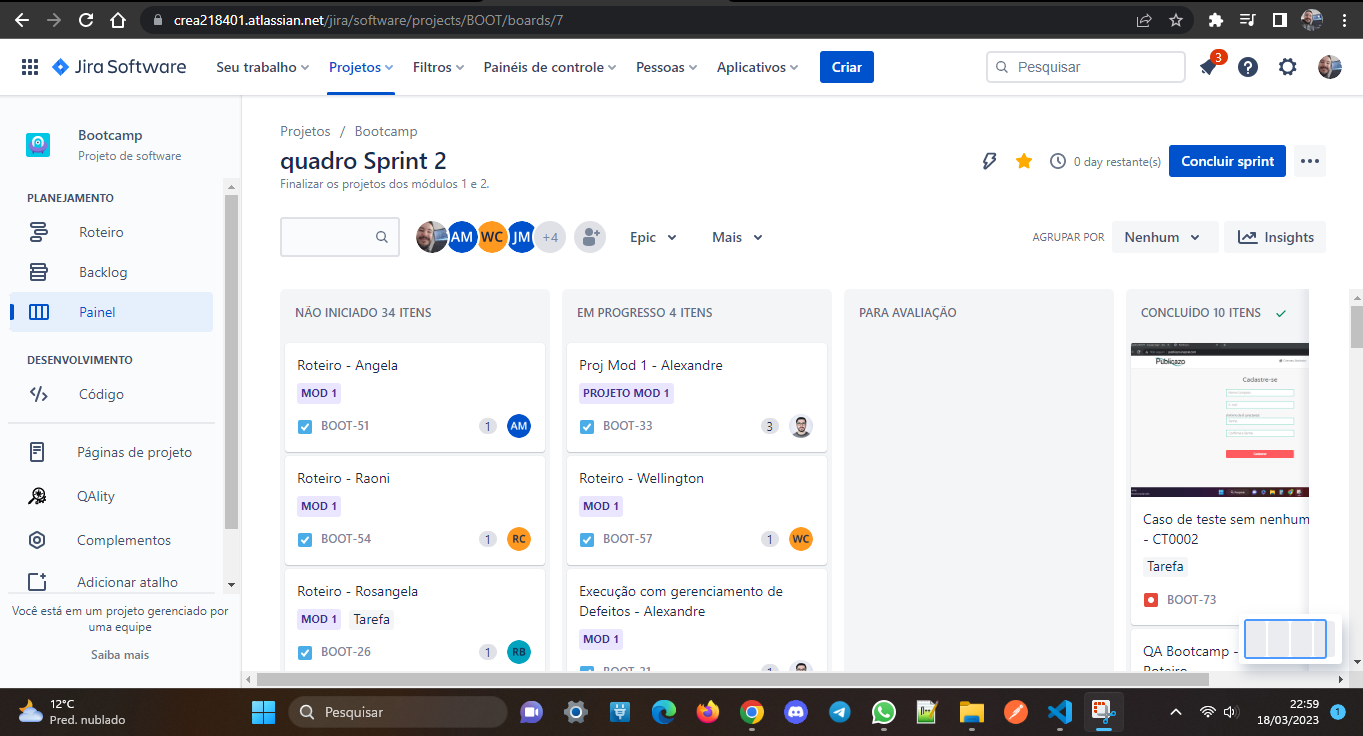 crea218401.atlassian.net/jira/software/projects/BOOT/boards/7
Jira Software
Seu trabalho
Projetos
Filtros
Painéis de controle
Pessoas
Aplicativos
Criar
Pesquisar
3
Bootcamp
Projeto de software
PLANEJAMENTO
Roteiro
Backlog
Painel
DESENVOLVIMENTO
Código
Páginas de projeto
QAlity
Complementos
Adicionar atalho
Você está em um projeto gerenciado por
uma equipe
Saiba mais
Projetos / Bootcamp
quadro Sprint 2
Finalizar os projetos dos módulos 1 e 2.
0 day restante(s)
Concluir sprint
AM
WC
JM
+4
Epic
Mais
AGRUPAR POR
Nenhum
Insights
NÃO INICIADO 34 ITENS
Roteiro - Angela
MOD 1
BOOT-51
1
AM
Roteiro - Raoni
MOD 1
BOOT-54
1
RC
Roteiro - Rosangela
MOD 1 Tarefa
BOOT-26
1
RB
EM PROGRESSO 4 ITENS
Proj Mod 1 - Alexandre
PROJETO MOD 1
BOOT-33
3
Roteiro - Wellington
MOD 1
BOOT-57
1
WC
Execução com gerenciamento de
Defeitos - Alexandre
MOD 1
PARA AVALIAÇÃO
CONCLUÍDO 10 ITENS
Públicazo
Cadastre-se
Caso de teste sem nenhum
- CT0002
Tarefa
BOOT-73
QA Bootcamp -
Roteiro
12°C
Pred. nublado
Pesquisar
22:59
18/03/2023
1